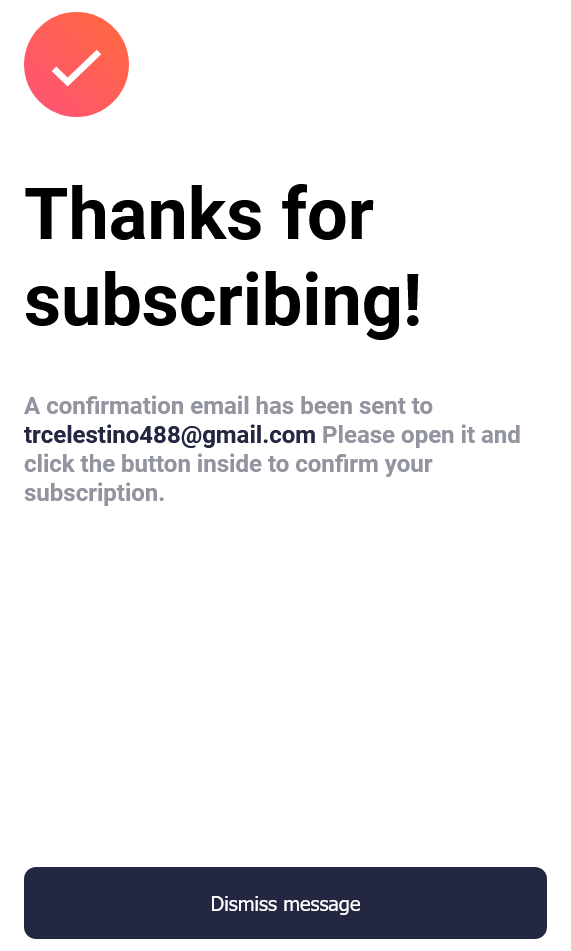 Thanks for
subscribing!
A confirmation email has been sent to
trcelestino488@gmail.com Please open it and
click the button inside to confirm your
subscription.
Dismiss message